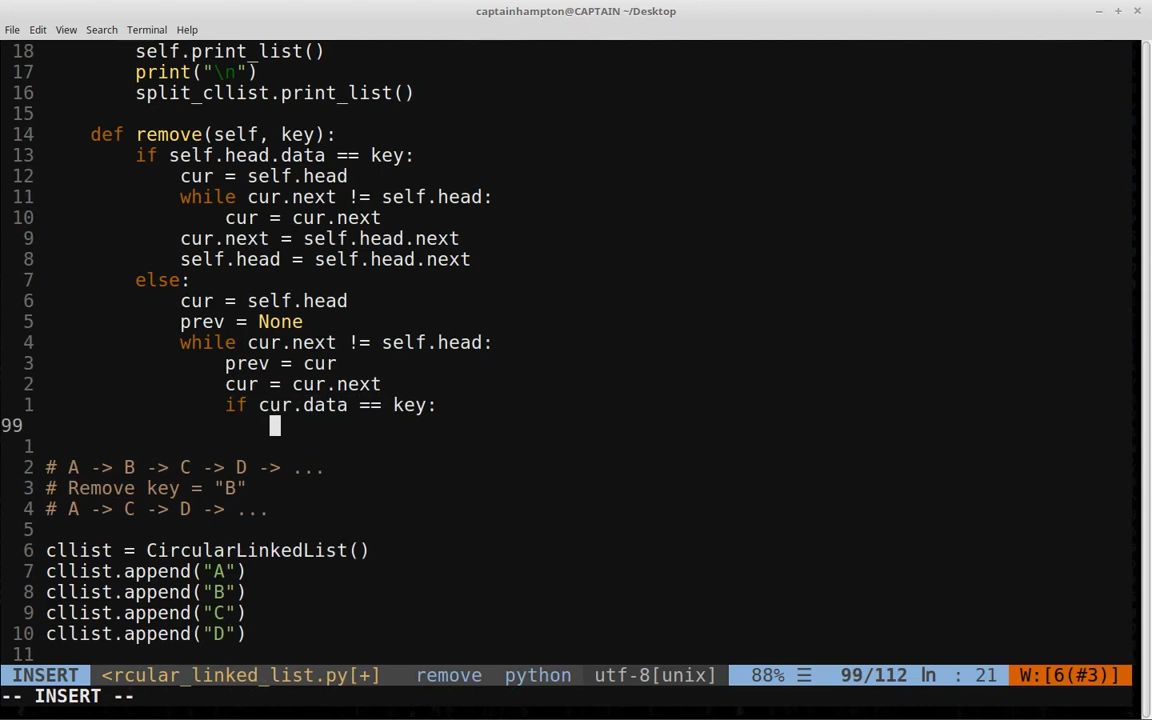 captainhampton@CAPTAIN ~/Desktop
File Edit View Search Terminal Help
18         self.print_list()
17         print("\n")
16         split_cllist.print_list()
15
14     def remove(self, key):
13         if self.head.data == key:
12             cur = self.head
11             while cur.next != self.head:
10                 cur = cur.next
9             cur.next = self.head.next
8             self.head = self.head.next
7         else:
6             cur = self.head
5             prev = None
4             while cur.next != self.head:
3                 prev = cur
2                 cur = cur.next
1                 if cur.data == key:
99
1
2 # A -> B -> C -> D -> ...
3 # Remove key = "B"
4 # A -> C -> D -> ...
5
6 cllist = CircularLinkedList()
7 cllist.append("A")
8 cllist.append("B")
9 cllist.append("C")
10 cllist.append("D")
11
INSERT <rcular_linked_list.py[+] remove python utf-8[unix] 88% ☰ 99/112 ln : 21 W:[6(#3)]
-- INSERT --